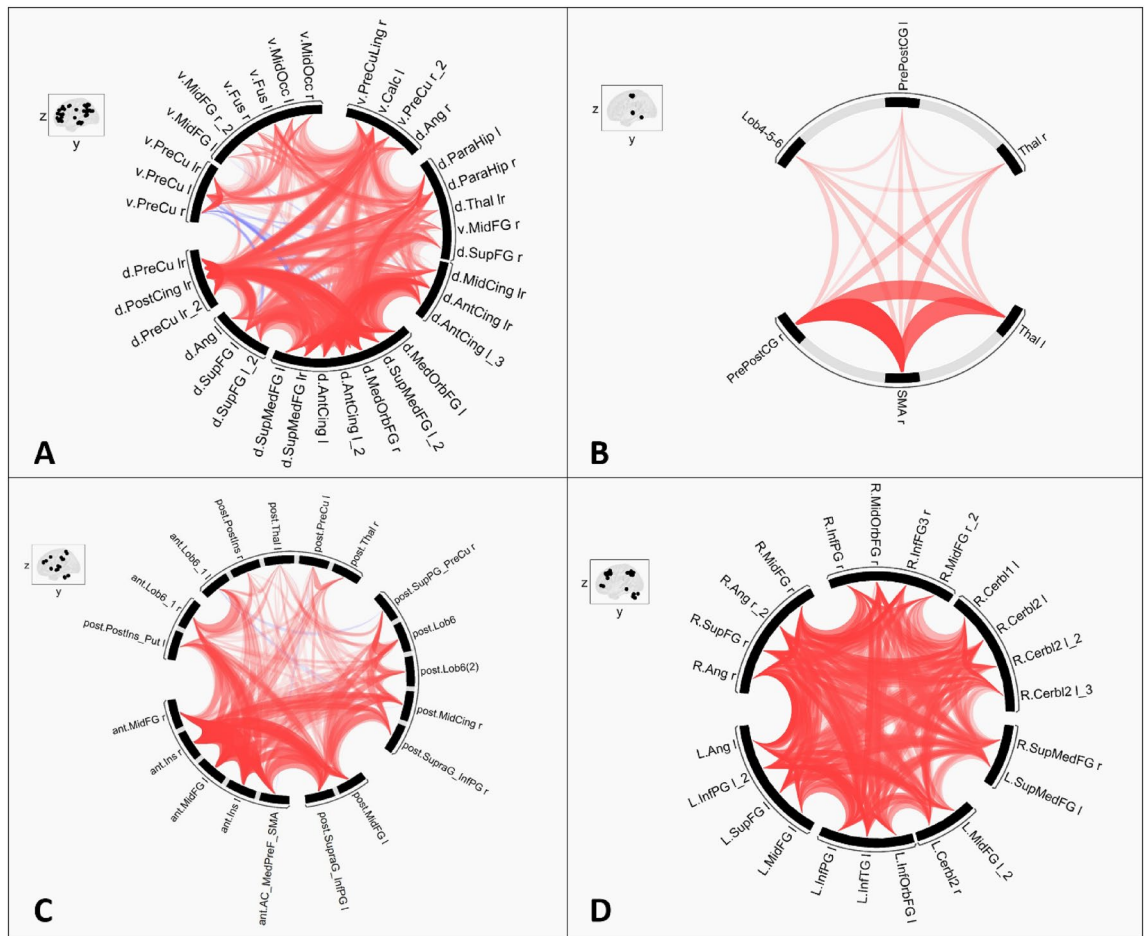 v.PreCu r
v.PreCu l
v.PreCu lr
v.MidFG l
v.MidFG r_2
v.Fus r
v.Fus l
v.MidOcc l
v.MidOcc r
v.PreCuLing r
v.Calc l
v.PreCu r_2
d.Ang r
d.ParaHip l
d.ParaHip r
d.Thal lr
v.MidFG r
d.SupFG r
d.MidCing lr
d.AntCing lr
d.AntCing l_3
d.MedOrbFG l
d.SupMedFG l_2
d.MedOrbFG r
d.AntCing l_2
d.AntCing l
d.SupMedFG lr
d.SupMedFG l
d.SupFG l_2
d.SupFG l
d.Ang l
d.PreCu lr_2
d.PostCing lr
d.PreCu lr
z
y
A
z
y
Lob4-5-6
PrePostCG l
Thal r
Thal l
SMA r
PrePostCG r
B
z
y
post.PostIns_Put l
ant.Lob6_1 r
ant.Lob6_1 l
post.PostIns r
post.Thal l
post.PreCu l
post.Thal r
post.SupPG_PreCu r
post.Lob6
post.Lob6(2)
post.MidCing r
post.SupraG_InfPG r
post.MidFG l
post.SupraG_InfPG l
ant.AC_MedPreF_SMA
ant.Ins l
ant.MidFG l
ant.Ins r
ant.MidFG r
C
z
y
R.Ang r
R.SupFG r
R.Ang r_2
R.MidFG r
R.InfPG r
R.MidOrbFG r
R.InfFG3 r
R.MidFG r_2
R.Cerbl1 l
R.Cerbl2 l
R.Cerbl2 l_2
R.Cerbl2 l_3
R.SupMedFG r
L.SupMedFG l
L.MidFG l_2
L.Cerbl2 r
L.InfOrbFG l
L.InfTG l
L.InfPG l
L.MidFG l
L.SupFG l
L.InfPG l_2
L.Ang l
D